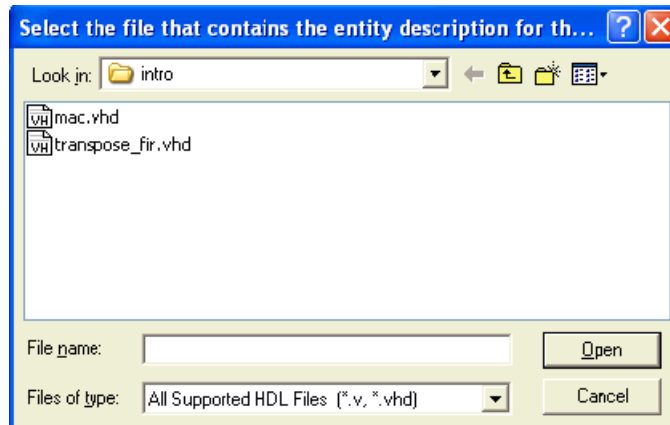 Select the file that contains the entity description for th...
Look in: intro
mac.vhd
transpose_fir.vhd
File name: Open
Files of type: All Supported HDL Files (*.v, *.vhd) Cancel